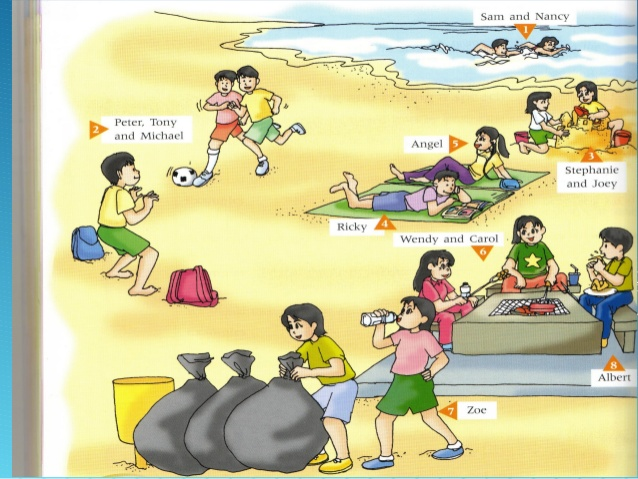 Sam and Nancy
1
2
Peter, Tony
and Michael
Angel 5
3
Stephanie
and Joey
Ricky 4
Wendy and Carol
6
8
Albert
7 Zoe